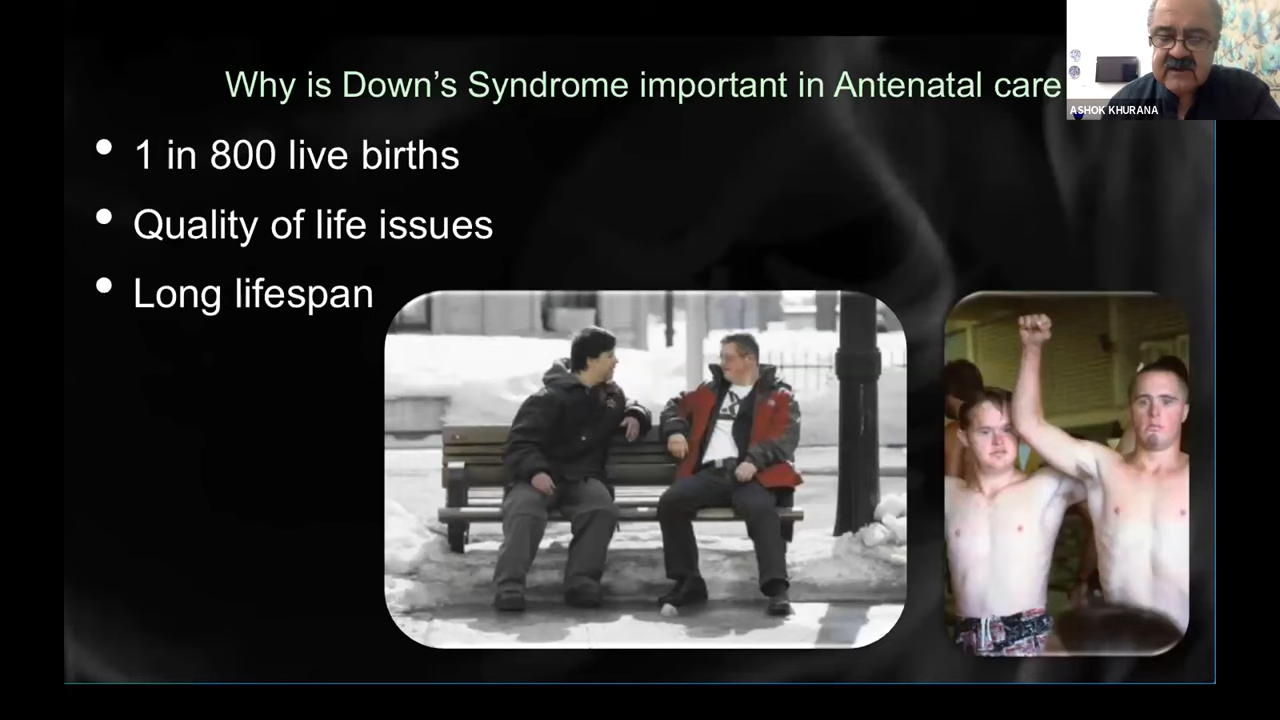 Why is Down’s Syndrome important in Antenatal care
ASHOK KHURANA
• 1 in 800 live births
• Quality of life issues
• Long lifespan